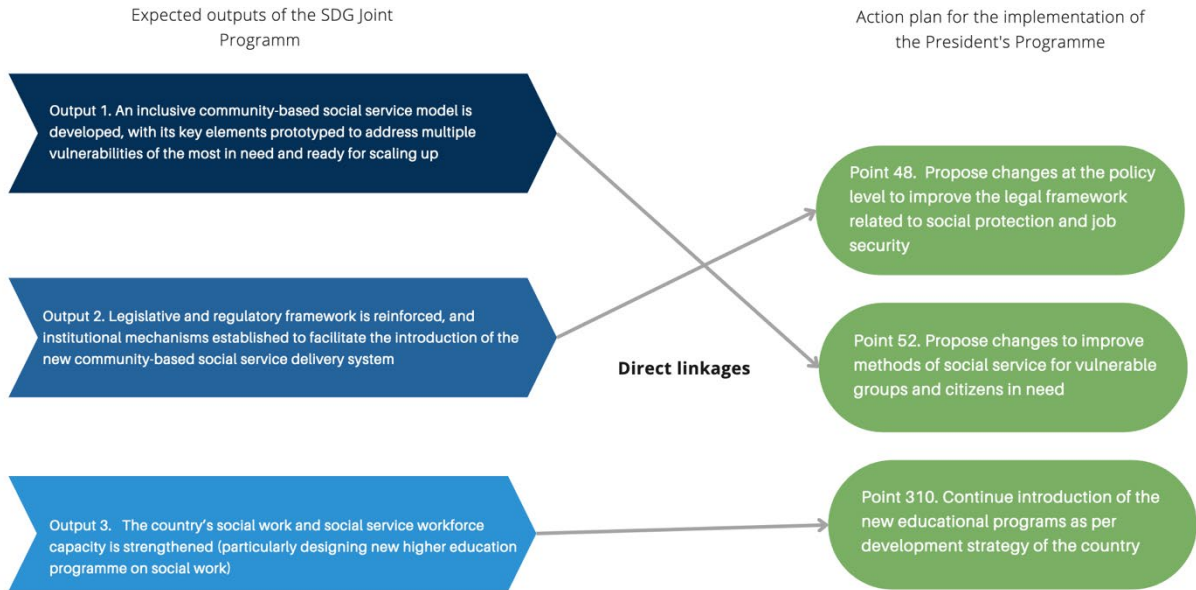 Expected outputs of the SDG Joint
Programm
Action plan for the implementation of
the President's Programme
Output 1. An inclusive community-based social service model is
developed, with its key elements prototyped to address multiple
vulnerabilities of the most in need and ready for scaling up
Point 48. Propose changes at the policy
level to improve the legal framework
related to social protection and job
security
Output 2. Legislative and regulatory framework is reinforced, and
institutional mechanisms established to facilitate the introduction of the
new community-based social service delivery system
Direct linkages
Point 52. Propose changes to improve
methods of social service for vulnerable
groups and citizens in need
Output 3. The country's social work and social service workforce
capacity is strengthened (particularly designing new higher education
programme on social work)
Point 310. Continue introduction of the
new educational programs as per
development strategy of the country